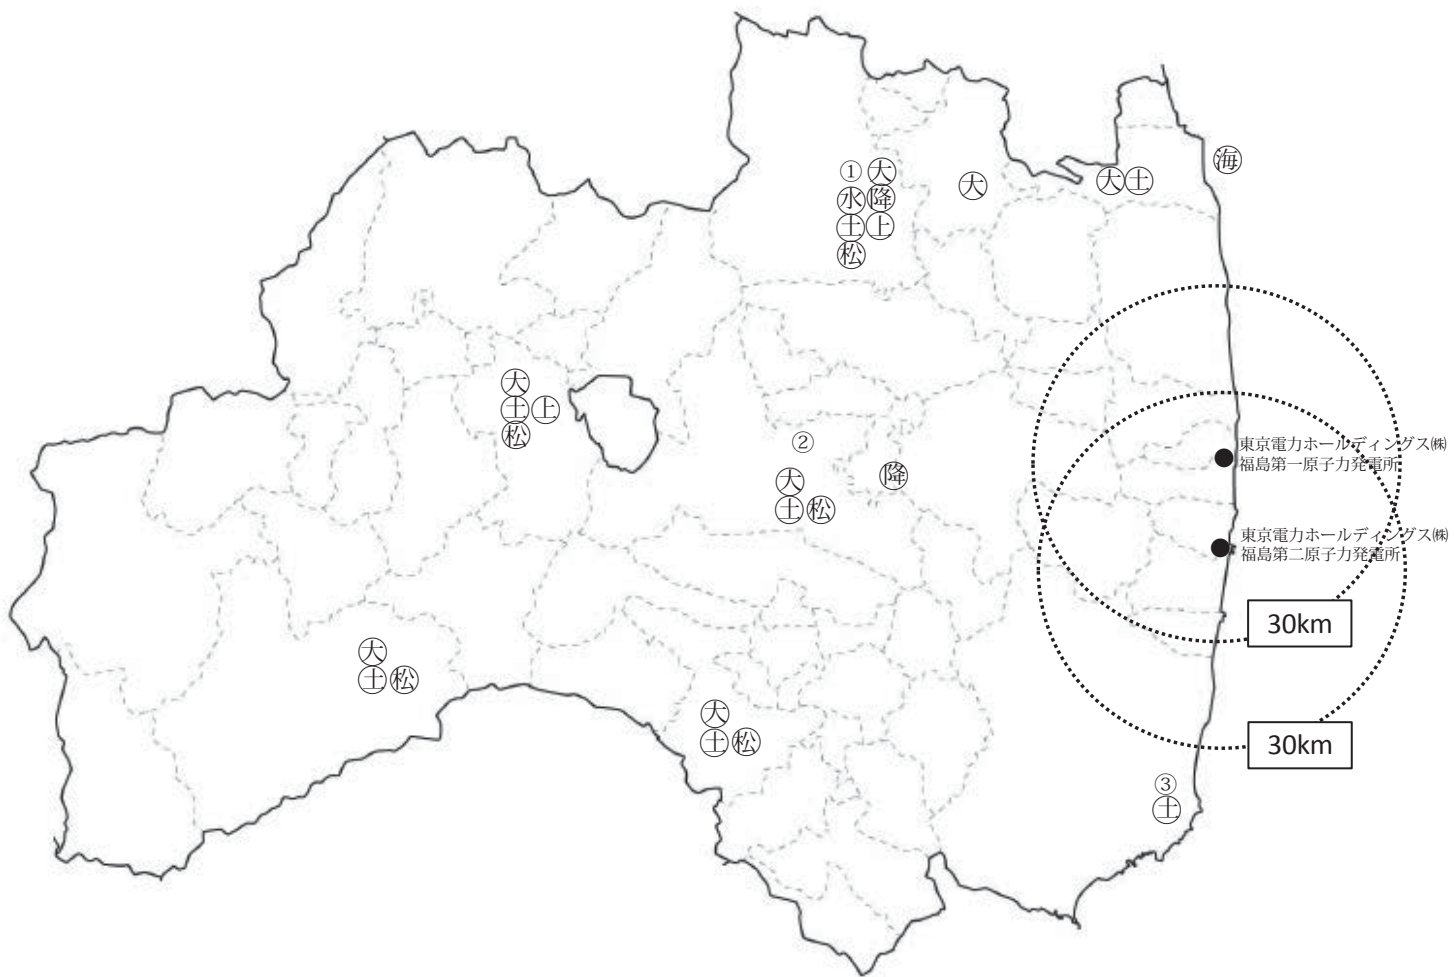 海
①大
水降
土上
松
大
大土
大
土上
松
②
大
土松
降
東京電力ホールディングス㈱
福島第一原子力発電所
東京電力ホールディングス㈱
福島第二原子力発電所
30km
大
土松
大
土松
30km
③
土